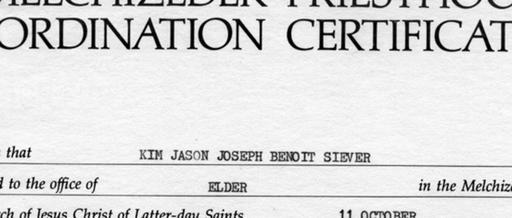 MELCHIZEDEK PRIESTHOO
ORDINATION CERTIFICAT
that
KIM JASON JOSEPH BENOIT SIEVER
to the office of
ELDER
in the Melchiz
ch of Jesus Christ of Latter-day Saints
11 OCTOBER